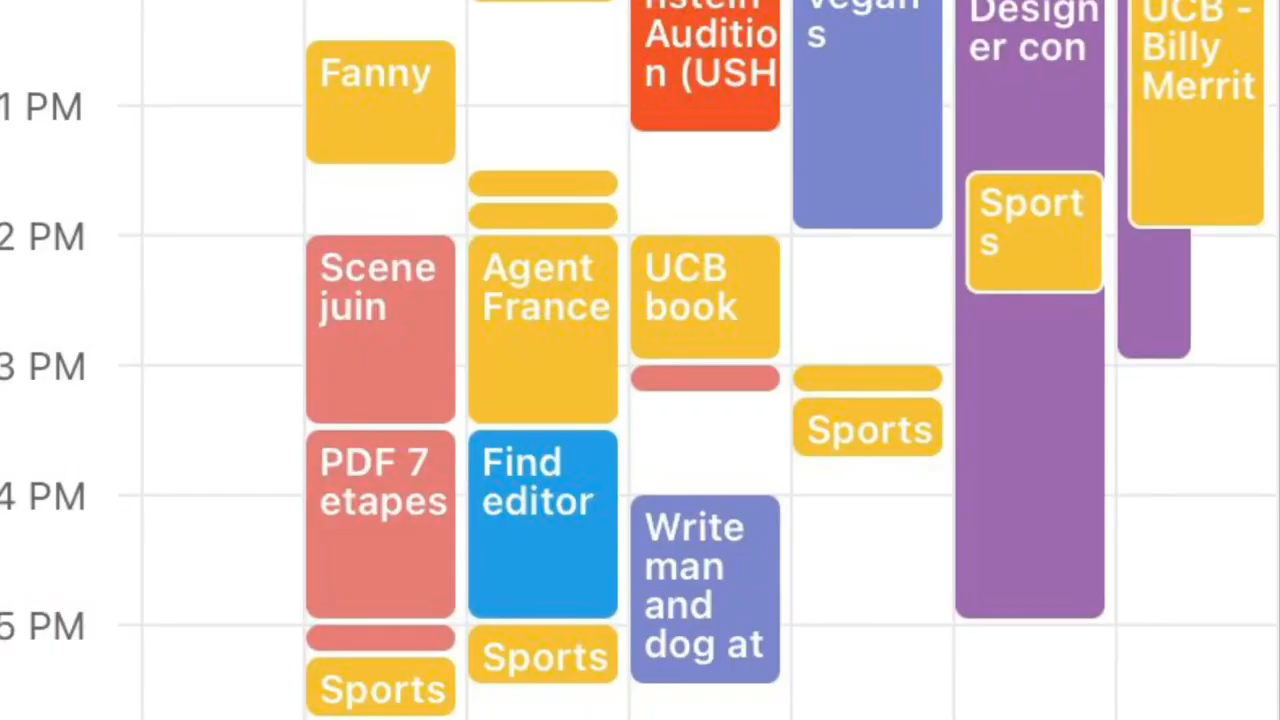 1 PM
2 PM
3 PM
4 PM
5 PM
Fanny
Scene
juin
PDF 7
etapes
Sports
Agent
France
Find
editor
Sports
nstein
Auditio
n (USH
UCB
book
Write
man
and
dog at
vegan
s
Sports
Design
er con
Sport
s
UCB -
Billy
Merrit